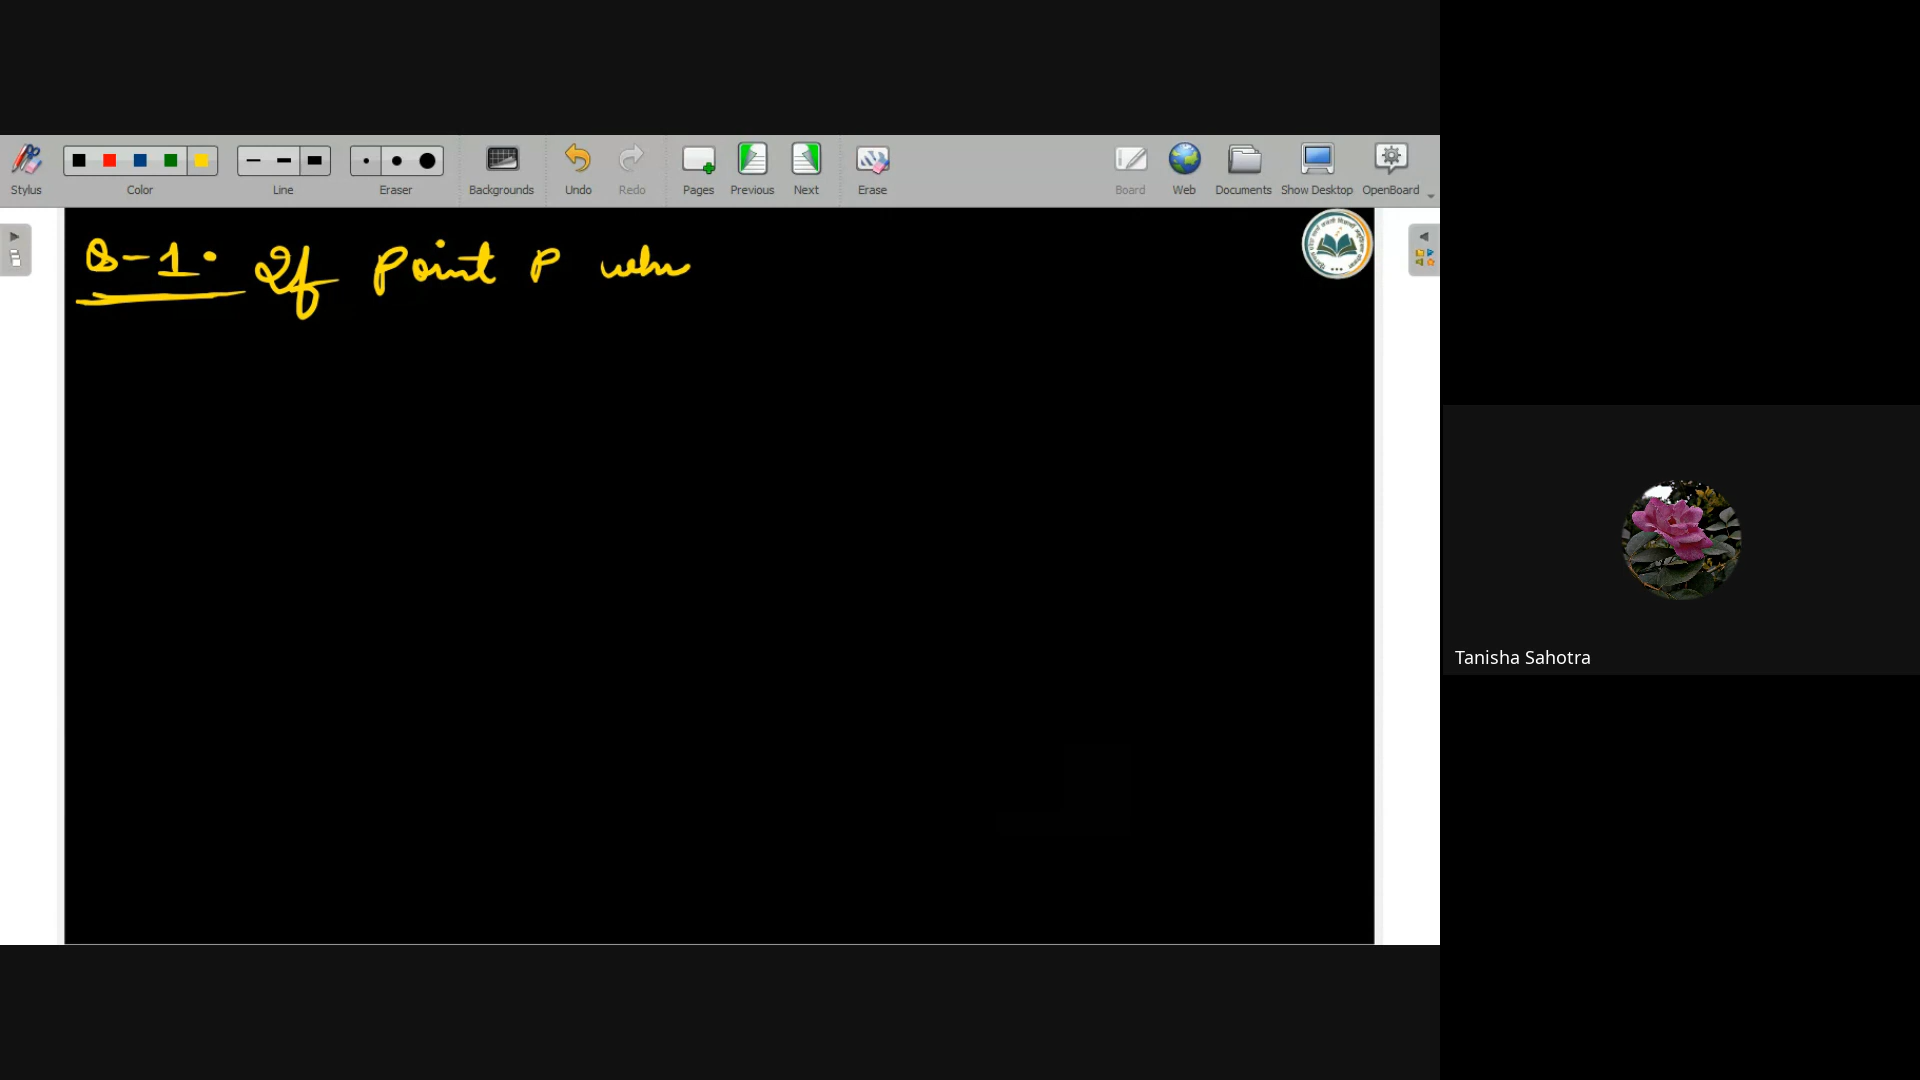 Stylus Color Line Eraser Backgrounds Undo Redo Pages Previous Next Erase Board Web Documents Show Desktop OpenBoard
Q-1. If point P
Tanisha Sahotra